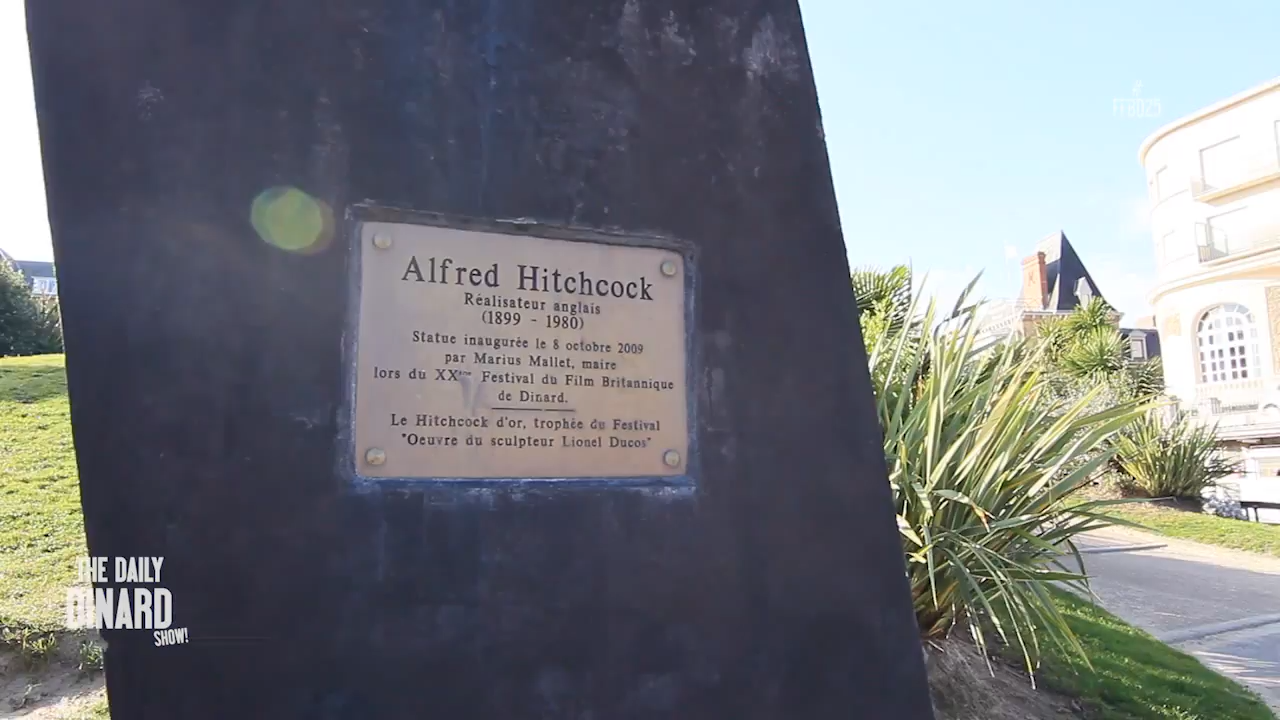 #
FFBD25
Alfred Hitchcock
Réalisateur anglais
(1899 - 1980)
Statue inaugurée le 8 octobre 2009
par Marius Mallet, maire
lors du XXème Festival du Film Britannique
de Dinard.
Le Hitchcock d'or, trophée du Festival
"Oeuvre du sculpteur Lionel Ducos"
THE DAILY
DINARD
SHOW!